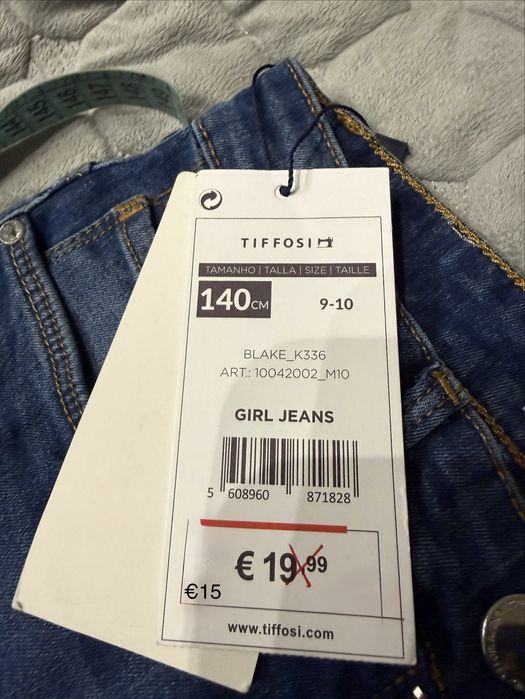 TIFFOSI
TAMANHO | TALLA | SIZE | TAILLE
140CM 9-10
BLAKE_K336
ART.: 10042002_M10
GIRL JEANS
5 608960 871828
€ 19,99
€15
www.tiffosi.com